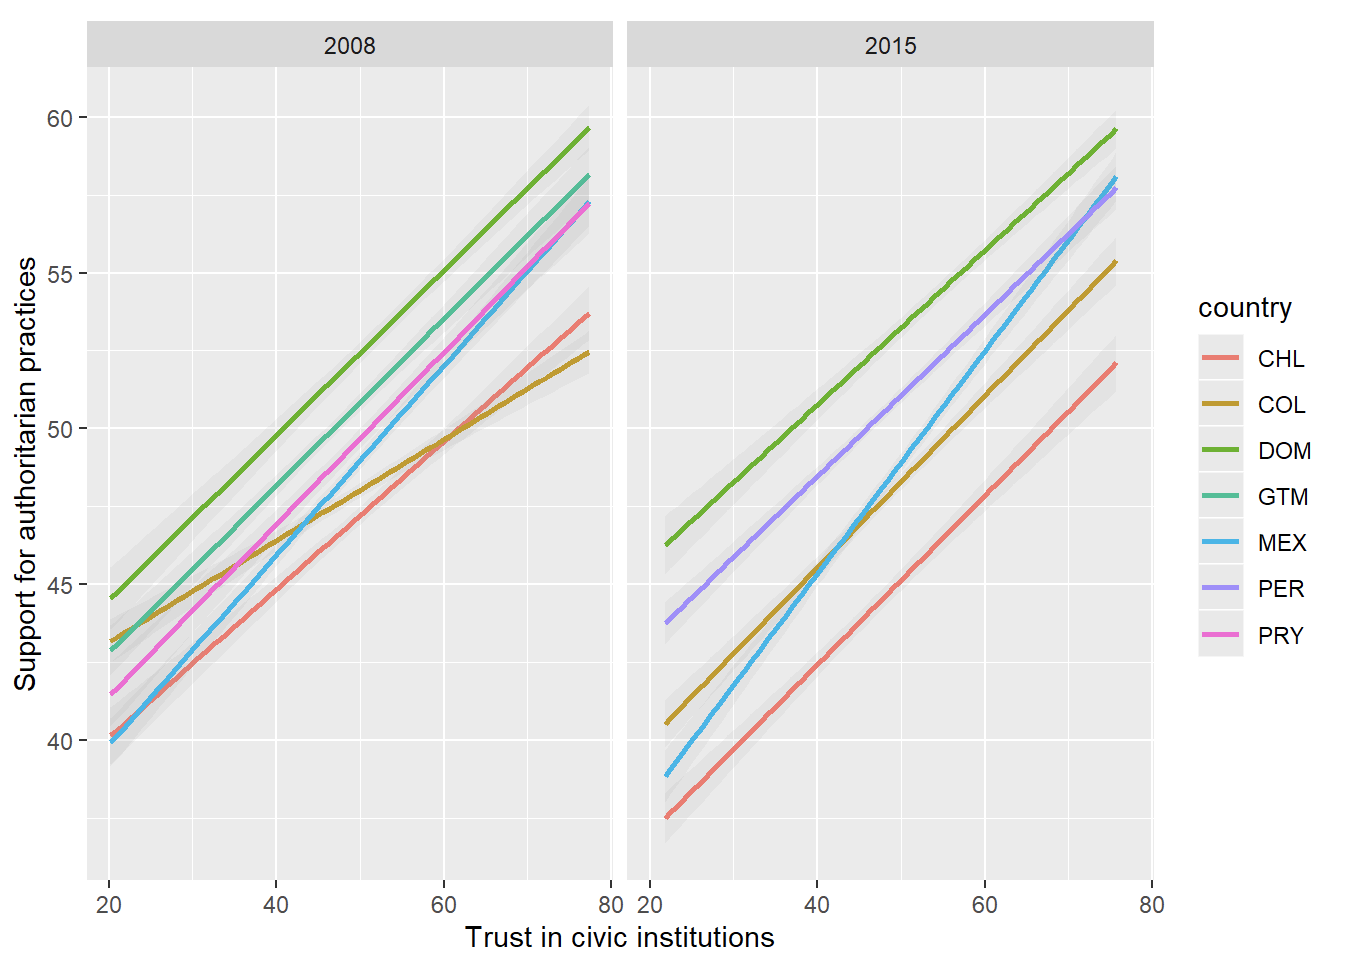 2008
2015
Support for authoritarian practices
60
55
50
45
40
20
40
60
80
20
40
60
80
Trust in civic institutions
country
CHL
COL
DOM
GTM
MEX
PER
PRY